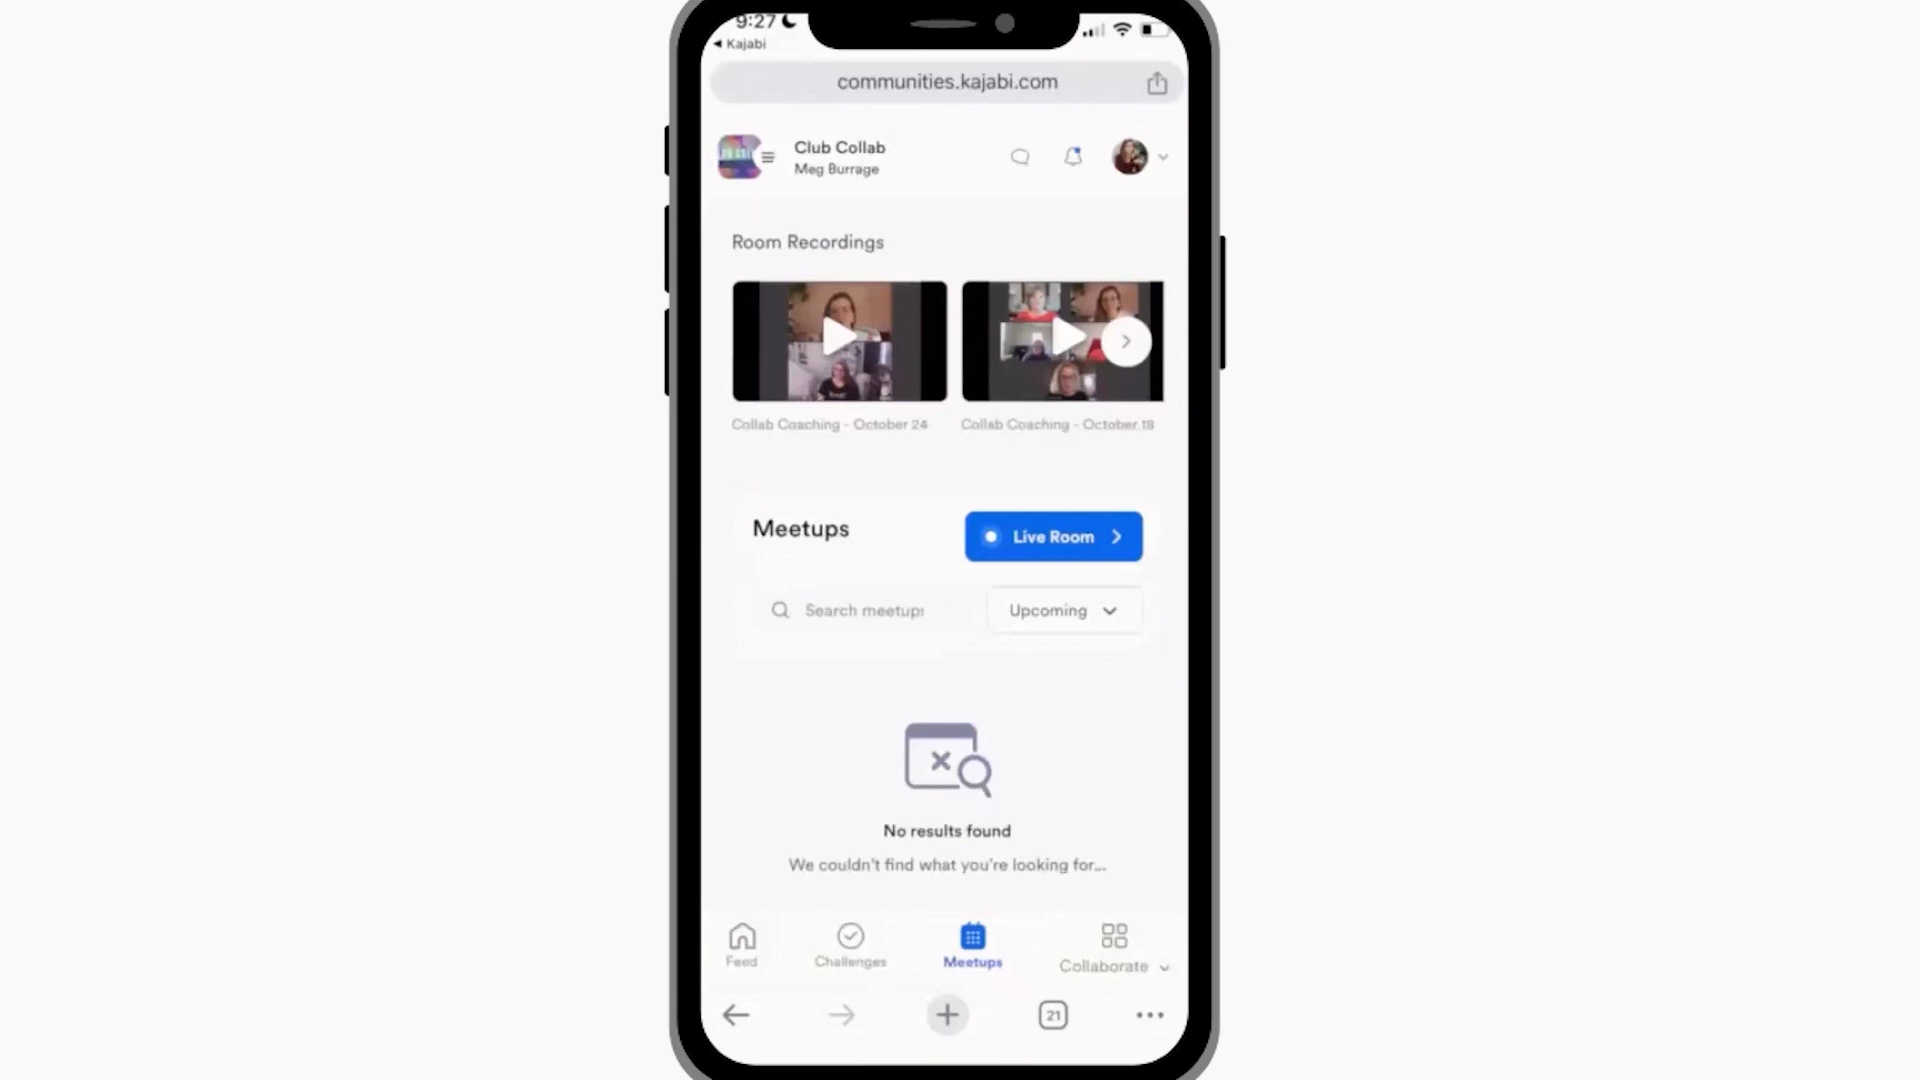 9:27
Kajabi
communities.kajabi.com
Club Collab
Meg Burrage
Room Recordings
Collab Coaching - October 24
Collab Coaching - October 18
Meetups
Live Room
Search meetups
Upcoming
No results found
We couldn't find what you're looking for...
Feed
Challenges
Meetups
Collaborate
21